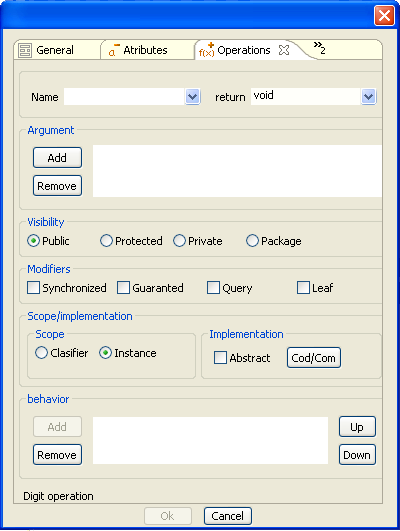 General Atributes f(x) Operations »2
Name return void
Argument
Add
Remove
Visibility
Public Protected Private Package
Modifiers
Synchronized Guaranted Query Leaf
Scope/implementation
Scope Implementation
Clasifier Instance Abstract Cod/Com
behavior
Add Up
Remove Down
Digit operation
Ok Cancel